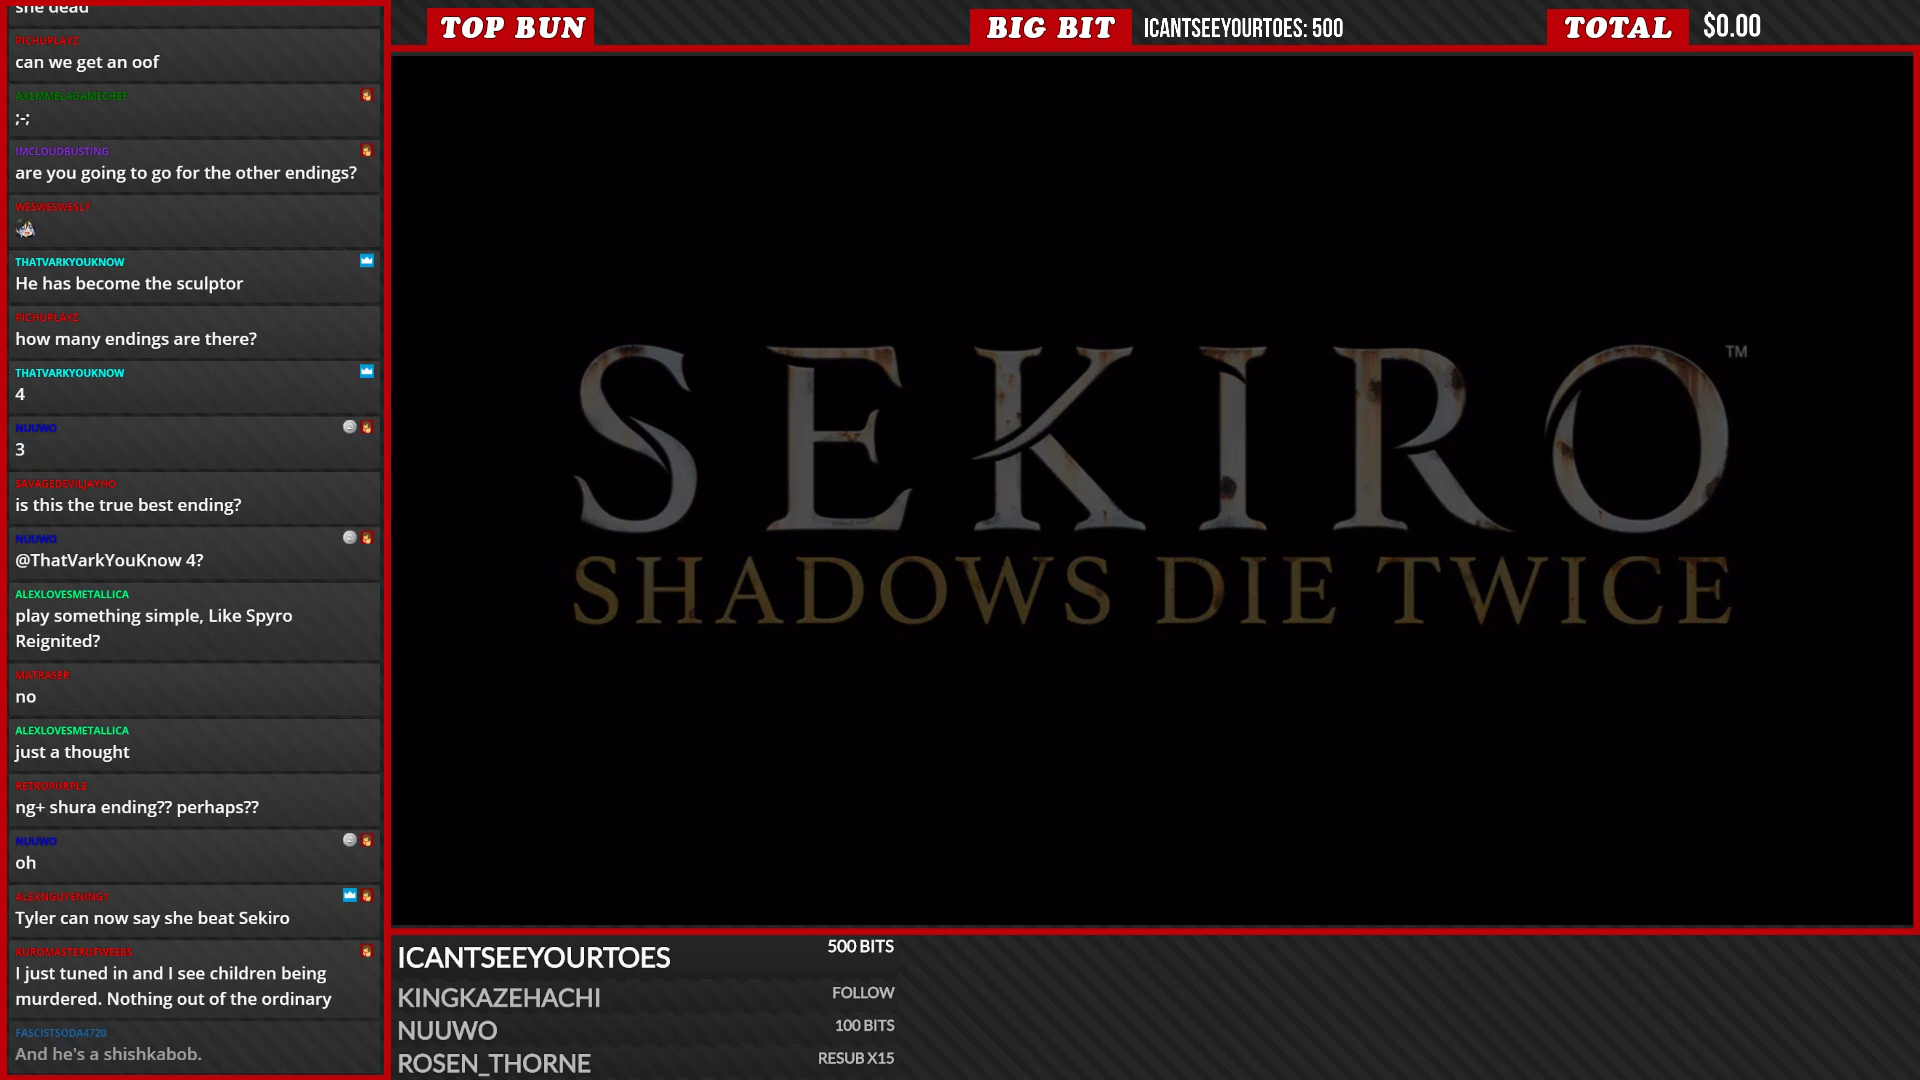 she dead
PICHUPLAYZ
can we get an oof
AXEMMELAGAMECHEF
;-;
IMCLOUDBUSTING
are you going to go for the other endings?
WESWESWESLY
THATVARKYOUKNOW
He has become the sculptor
PICHUPLAYZ
how many endings are there?
THATVARKYOUKNOW
4
NUUWO
3
SAVAGEDEVILJAYHO
is this the true best ending?
NUUWO
@ThatVarkYouKnow 4?
ALEXLOVESMETALLICA
play something simple, Like Spyro
Reignited?
MATRASER
no
ALEXLOVESMETALLICA
just a thought
RETROPURPLE
ng+ shura ending?? perhaps??
NUUWO
oh
ALEXNGUYENING1
Tyler can now say she beat Sekiro
KUROMASTEROFWEEBS
I just tuned in and I see children being
murdered. Nothing out of the ordinary
FASCISTSODA4720
And he's a shishkabob.
TOP BUN
BIG BIT ICANTSEEYOURTOES: 500
TOTAL $0.00
SEKIRO™
SHADOWS DIE TWICE
ICANTSEEYOURTOES 500 BITS
KINGKAZEHACHI FOLLOW
NUUWO 100 BITS
ROSEN_THORNE RESUB X15